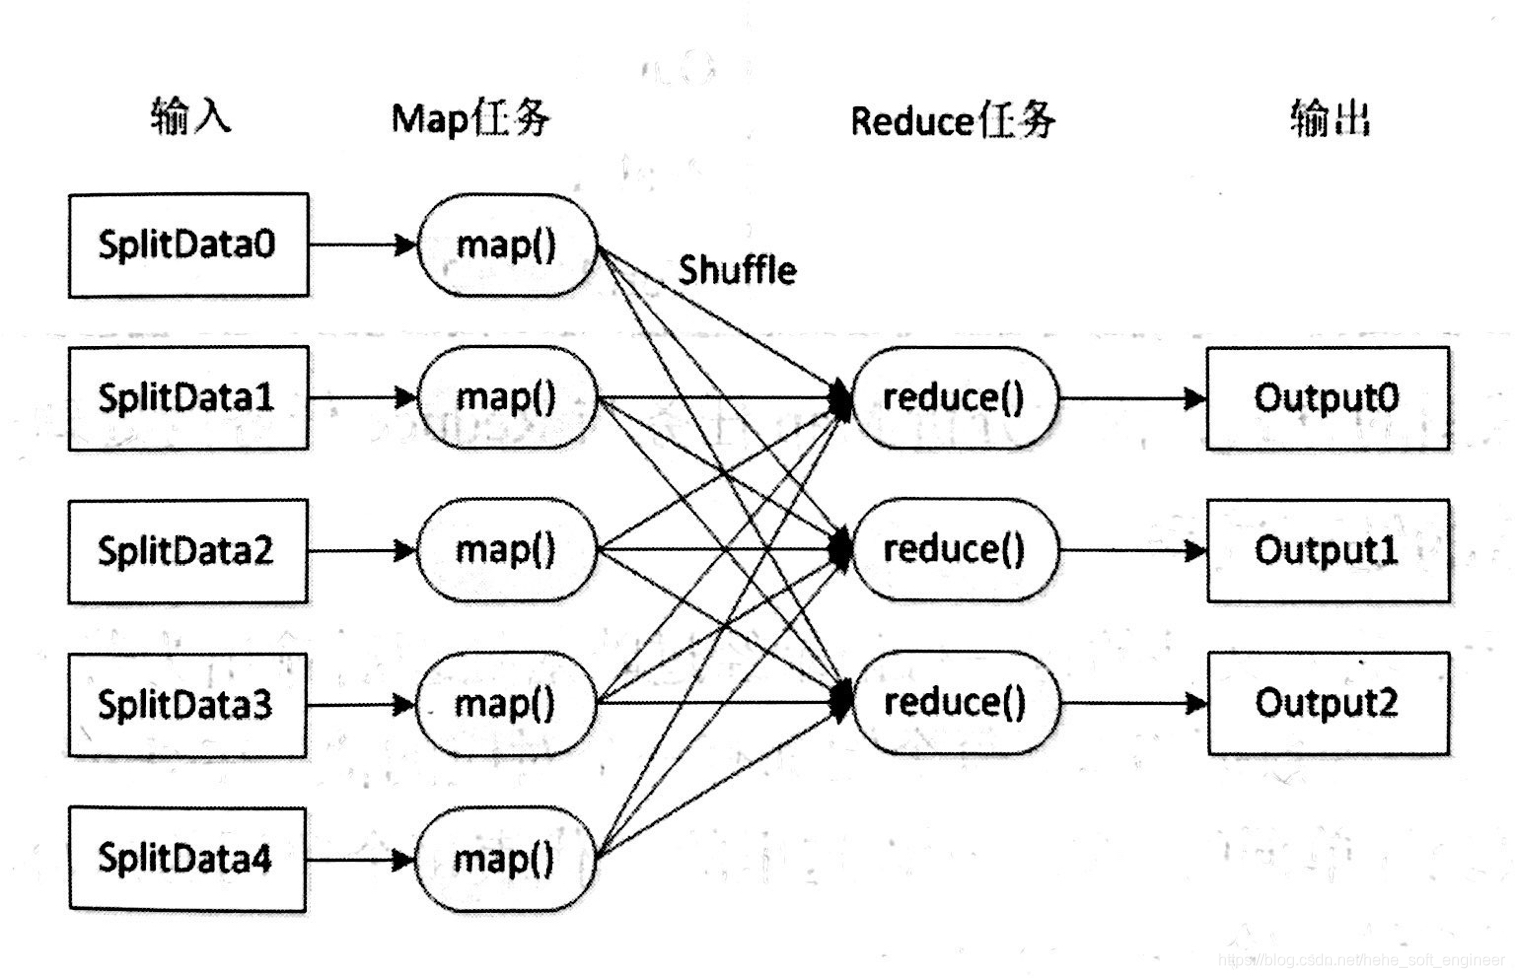 输入 Map任务 Reduce任务 输出
SplitData0 map() Shuffle
SplitData1 map() reduce() Output0
SplitData2 map() reduce() Output1
SplitData3 map() reduce() Output2
SplitData4 map()
https://blog.csdn.net/hehe_soft_engineer